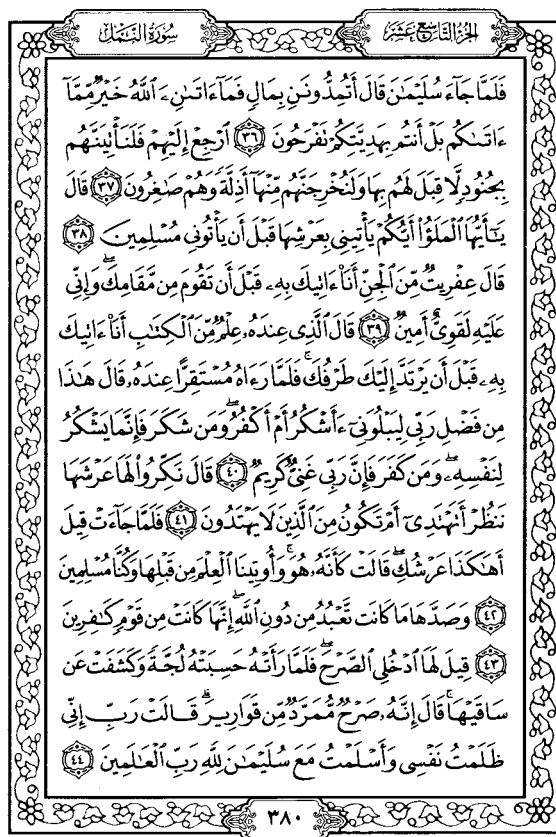 الجزء التاسع عشر
سورة النمل
فَلَمَّا جَآءَ سُلَيْمَٰنَ قَالَ أَتُمِدُّونَنِ بِمَالٍ فَمَآ ءَاتَىٰنِۦَ ٱللَّهُ خَيْرٌ مِّمَّآ
ءَاتَىٰكُم بَلْ أَنتُم بِهَدِيَّتِكُمْ تَفْرَحُونَ ٣٦ ٱرْجِعْ إِلَيْهِمْ فَلَنَأْتِيَنَّهُم
بِجُنُودٍ لَّا قِبَلَ لَهُم بِهَا وَلَنُخْرِجَنَّهُم مِّنْهَآ أَذِلَّةً وَهُمْ صَٰغِرُونَ ٣٧ قَالَ
يَٰٓأَيُّهَا ٱلْمَلَؤُا۟ أَيُّكُمْ يَأْتِينِى بِعَرْشِهَا قَبْلَ أَن يَأْتُونِى مُسْلِمِينَ ٣٨
قَالَ عِفْرِيتٌ مِّنَ ٱلْجِنِّ أَنَا۠ ءَاتِيكَ بِهِۦ قَبْلَ أَن تَقُومَ مِن مَّقَامِكَ ۖ وَإِنِّى
عَلَيْهِ لَقَوِىٌّ أَمِينٌ ٣٩ قَالَ ٱلَّذِى عِندَهُۥ عِلْمٌ مِّنَ ٱلْكِتَٰبِ أَنَا۠ ءَاتِيكَ
بِهِۦ قَبْلَ أَن يَرْتَدَّ إِلَيْكَ طَرْفُكَ ۚ فَلَمَّا رَءَاهُ مُسْتَقِرًّا عِندَهُۥ قَالَ هَٰذَا
مِن فَضْلِ رَبِّى لِيَبْلُوَنِىٓ ءَأَشْكُرُ أَمْ أَكْفُرُ ۖ وَمَن شَكَرَ فَإِنَّمَا يَشْكُرُ
لِنَفْسِهِۦ ۖ وَمَن كَفَرَ فَإِنَّ رَبِّى غَنِىٌّ كَرِيمٌ ٤٠ قَالَ نَكِّرُوا۟ لَهَا عَرْشَهَا
نَنظُرْ أَتَهْتَدِىٓ أَمْ تَكُونُ مِنَ ٱلَّذِينَ لَا يَهْتَدُونَ ٤١ فَلَمَّا جَآءَتْ قِيلَ
أَهَٰكَذَا عَرْشُكِ ۖ قَالَتْ كَأَنَّهُۥ هُوَ ۚ وَأُوتِينَا ٱلْعِلْمَ مِن قَبْلِهَا وَكُنَّا مُسْلِمِينَ
٤٢ وَصَدَّهَا مَا كَانَت تَّعْبُدُ مِن دُونِ ٱللَّهِ ۖ إِنَّهَا كَانَتْ مِن قَوْمٍ كَٰفِرِينَ
٤٣ قِيلَ لَهَا ٱدْخُلِى ٱلصَّرْحَ ۖ فَلَمَّا رَأَتْهُ حَسِبَتْهُ لُجَّةً وَكَشَفَتْ عَن
سَاقَيْهَا ۚ قَالَ إِنَّهُۥ صَرْحٌ مُّمَرَّدٌ مِّن قَوَارِيرَ ۗ قَالَتْ رَبِّ إِنِّى
ظَلَمْتُ نَفْسِى وَأَسْلَمْتُ مَعَ سُلَيْمَٰنَ لِلَّهِ رَبِّ ٱلْعَٰلَمِينَ ٤٤
٣٨٠